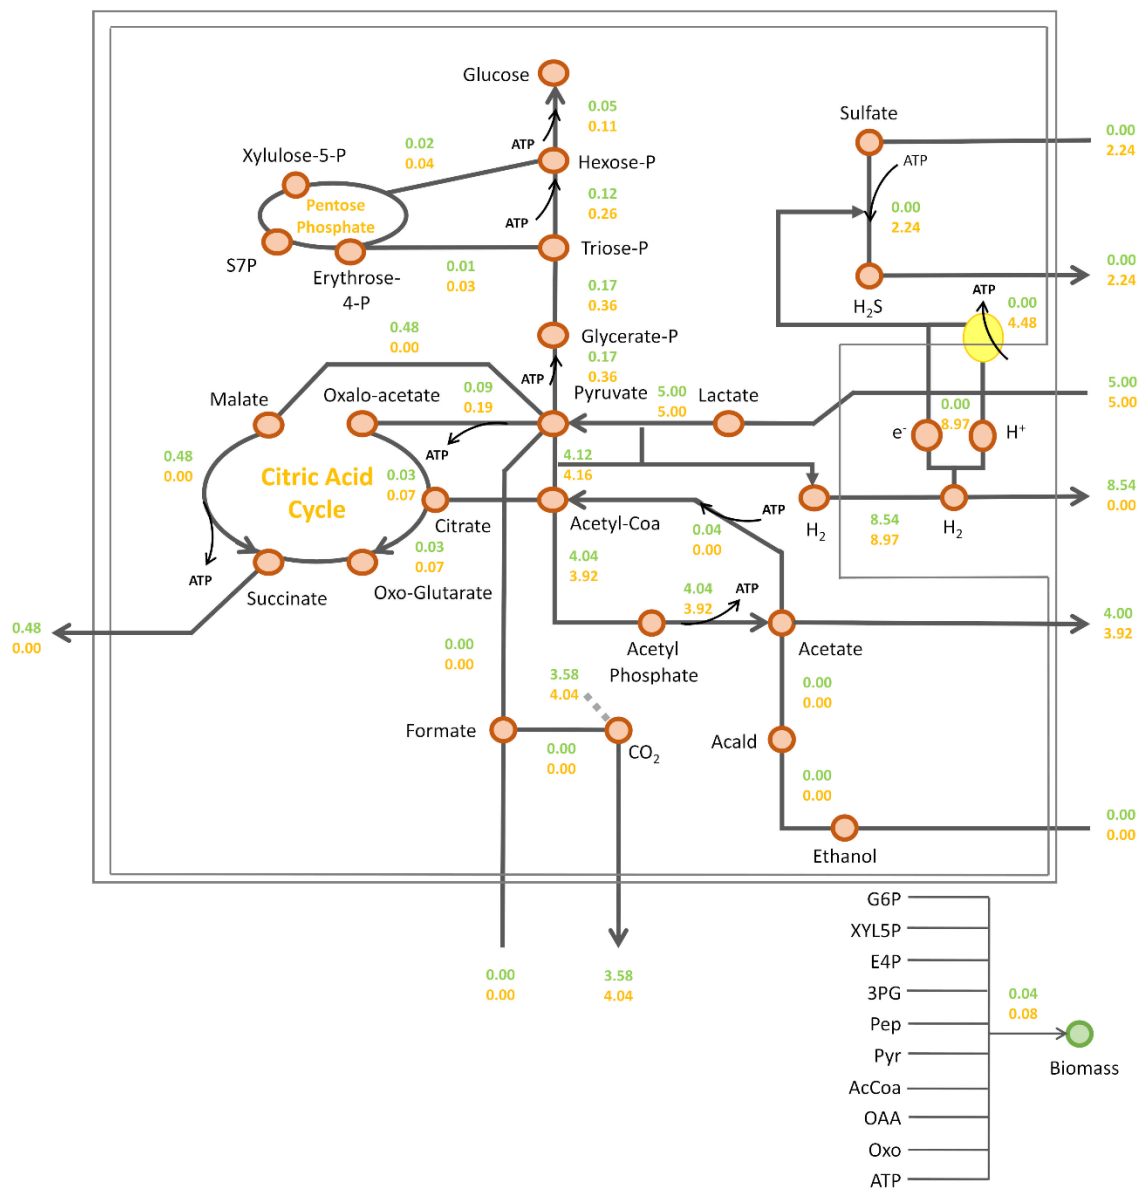 Glucose
0.05
0.11
ATP
Sulfate
0.00
2.24
Xylulose-5-P
0.02
0.04
Hexose-P
ATP
Pentose
Phosphate
ATP
0.12
0.26
0.00
2.24
S7P
Erythrose-
4-P
0.01
0.03
Triose-P
H2S
0.00
2.24
ATP
0.00
4.48
0.17
0.36
0.48
0.00
Glycerate-P
0.17
0.36
ATP
Malate
Oxalo-acetate
0.09
0.19
Pyruvate
5.00
5.00
Lactate
5.00
5.00
ATP
e-
0.00
8.97
H+
0.48
0.00
Citric Acid
Cycle
0.03
0.07
4.12
4.16
Citrate
Acetyl-Coa
ATP
H2
8.54
8.97
H2
8.54
0.00
0.04
0.00
0.03
0.07
4.04
3.92
ATP
Succinate
Oxo-Glutarate
4.04
3.92
ATP
0.48
0.00
0.00
0.00
Acetyl
Phosphate
Acetate
4.00
3.92
3.58
4.04
0.00
0.00
Formate
0.00
0.00
CO2
Acald
0.00
0.00
Ethanol
0.00
0.00
0.00
0.00
3.58
4.04
G6P
XYL5P
E4P
3PG
Pep
Pyr
AcCoa
OAA
Oxo
ATP
0.04
0.08
Biomass